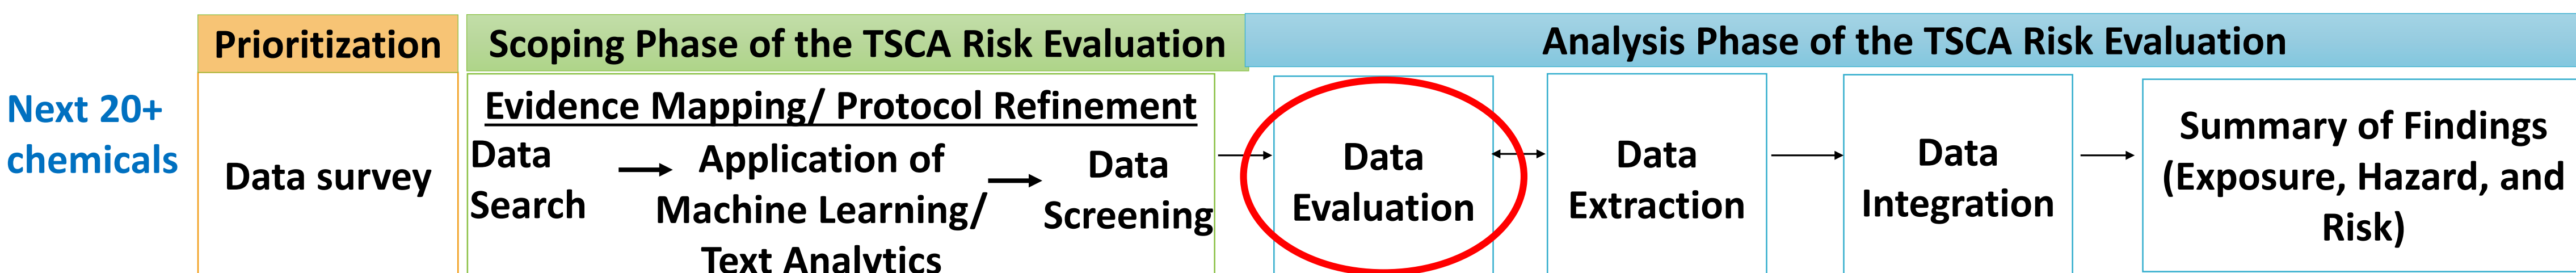 Prioritization
Scoping Phase of the TSCA Risk Evaluation
Analysis Phase of the TSCA Risk Evaluation
Next 20+
chemicals
Data survey
Evidence Mapping/ Protocol Refinement
Data
Search
Application of
Machine Learning/
Text Analytics
Data
Screening
Data
Evaluation
Data
Extraction
Data
Integration
Summary of Findings
(Exposure, Hazard, and
Risk)